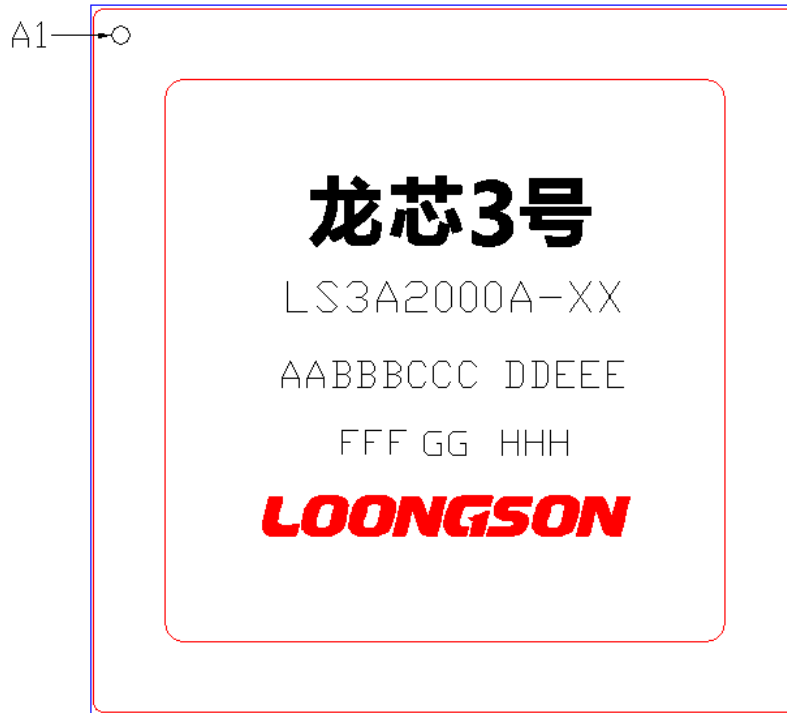 A1
龙芯3号
LS3A2000A-XX
AABBBCCC DDEEE
FFF GG HHH
LOONGSON